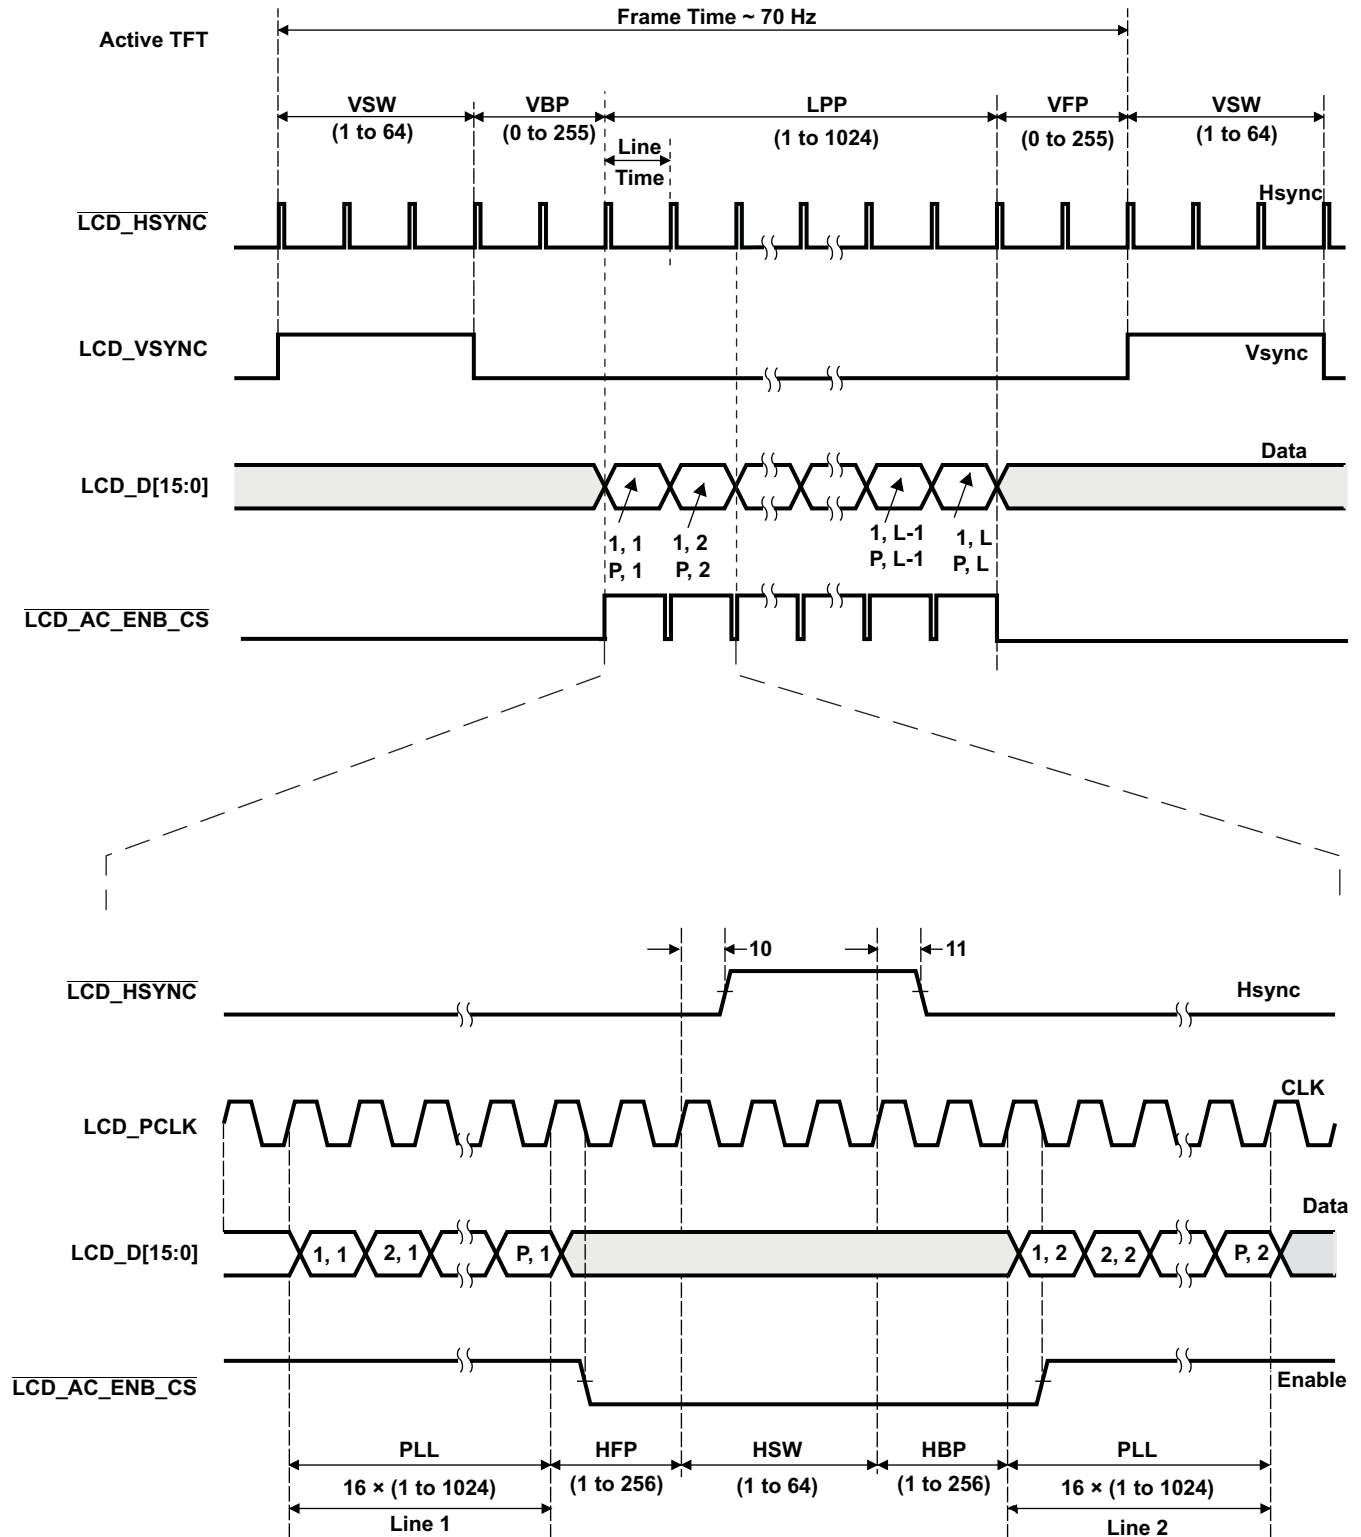 Frame Time ~ 70 Hz
Active TFT
VSW VBP LPP VFP VSW
(1 to 64) (0 to 255) (1 to 1024) (0 to 255) (1 to 64)
Line
Time
Hsync
LCD_HSYNC
LCD_VSYNC
Vsync
Data
LCD_D[15:0]
1, 1 1, 2 1, L-1 1, L
P, 1 P, 2 P, L-1 P, L
LCD_AC_ENB_CS
10 11
LCD_HSYNC
Hsync
CLK
LCD_PCLK
Data
LCD_D[15:0]
1, 1 2, 1 P, 1 1, 2 2, 2 P, 2
LCD_AC_ENB_CS
Enable
PLL HFP HSW HBP PLL
16 × (1 to 1024) (1 to 256) (1 to 64) (1 to 256) 16 × (1 to 1024)
Line 1 Line 2